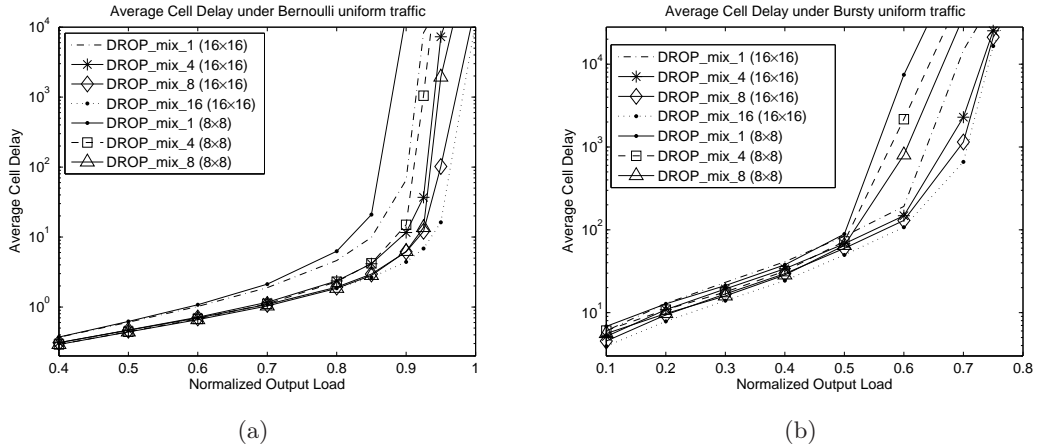 Average Cell Delay under Bernoulli uniform traffic
10^4
10^3
10^2
10^1
10^0
Average Cell Delay
DROP_mix_1 (16×16)
DROP_mix_4 (16×16)
DROP_mix_8 (16×16)
DROP_mix_16 (16×16)
DROP_mix_1 (8×8)
DROP_mix_4 (8×8)
DROP_mix_8 (8×8)
0.4 0.5 0.6 0.7 0.8 0.9 1
Normalized Output Load
(a)
Average Cell Delay under Bursty uniform traffic
10^4
10^3
10^2
10^1
Average Cell Delay
DROP_mix_1 (16×16)
DROP_mix_4 (16×16)
DROP_mix_8 (16×16)
DROP_mix_16 (16×16)
DROP_mix_1 (8×8)
DROP_mix_4 (8×8)
DROP_mix_8 (8×8)
0.1 0.2 0.3 0.4 0.5 0.6 0.7 0.8
Normalized Output Load
(b)